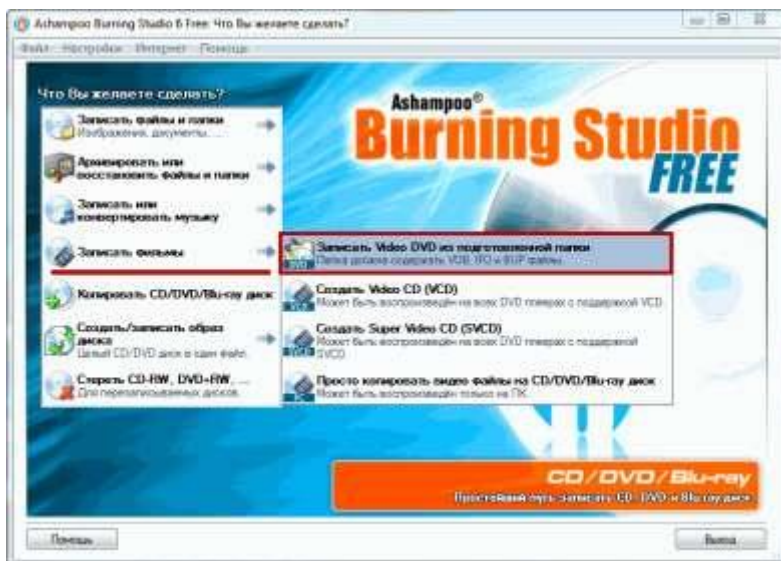 Ashampoo Burning Studio 6 Free: Что Вы желаете сделать?
Файл Настройки Интернет Помощь
Что Вы желаете сделать?
Записать файлы и папки
Изображения, документы, ...
Архивировать или
восстановить файлы и папки
Записать или
конвертировать музыку
Записать фильмы
Копировать CD/DVD/Blu-ray диск
Создать/записать образ
диска
Целый CD/DVD диск в один файл.
Стереть CD-RW, DVD+RW, ...
Для перезаписываемых дисков.
Записать Video DVD из подготовленной папки
Папка должна содержать VOB, IFO и BUP файлы.
Создать Video CD (VCD)
Может быть воспроизведён на всех DVD плеерах с поддержкой VCD.
Создать Super Video CD (SVCD)
Может быть воспроизведён на всех DVD плеерах с поддержкой
SVCD.
Просто копировать видео файлы на CD/DVD/Blu-ray диск
Может быть воспроизведён только на ПК.
DVD
VCD
SVCD
PC
Ashampoo®
Burning Studio
FREE
CD/DVD/Blu-ray
Простейший путь записать CD, DVD и Blu-ray диск.
Помощь
Выход